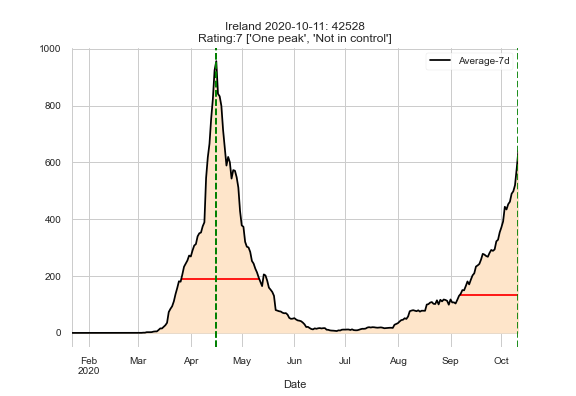 Ireland 2020-10-11: 42528
Rating:7 ['One peak', 'Not in control']
Average-7d
1000
800
600
400
200
0
Feb Mar Apr May Jun Jul Aug Sep Oct
2020
Date